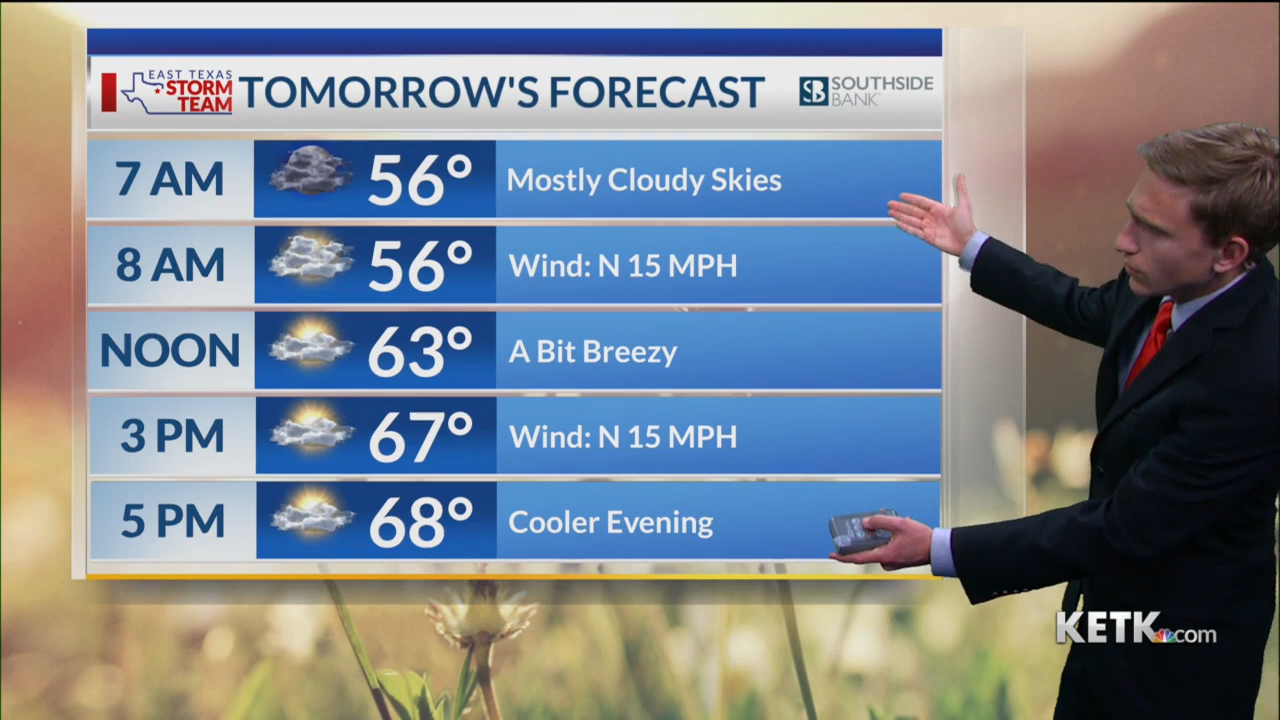 EAST TEXAS
STORM
TEAM
TOMORROW'S FORECAST
SB SOUTHSIDE
BANK
7 AM 56° Mostly Cloudy Skies
8 AM 56° Wind: N 15 MPH
NOON 63° A Bit Breezy
3 PM 67° Wind: N 15 MPH
5 PM 68° Cooler Evening
KETK.com